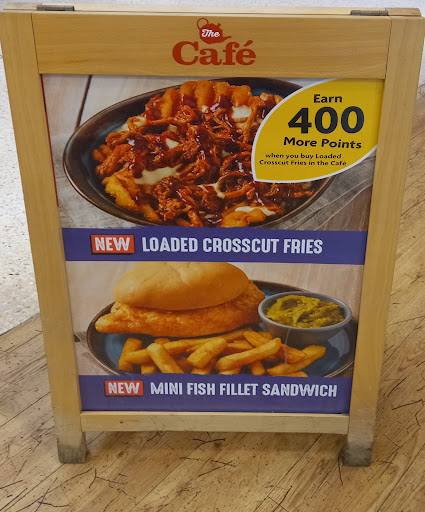 The
Café
Earn
400
More Points
when you buy Loaded
Crosscut Fries in the Café
NEW LOADED CROSSCUT FRIES
NEW MINI FISH FILLET SANDWICH